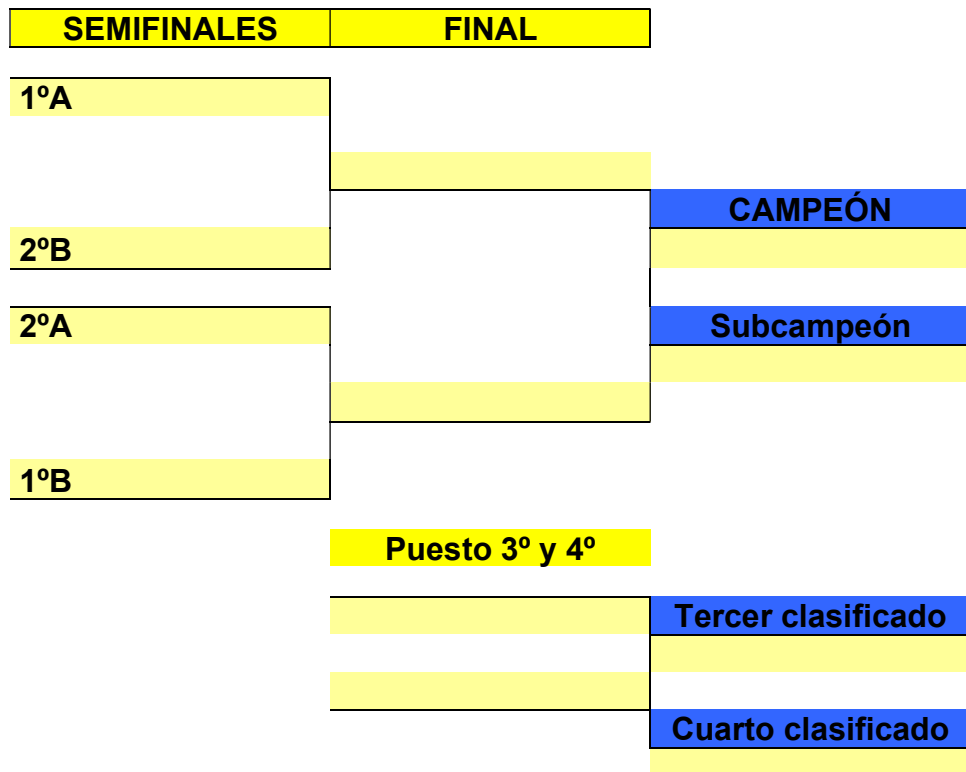 SEMIFINALES FINAL
1ºA
CAMPEÓN
2ºB
2ºA
Subcampeón
1ºB
Puesto 3º y 4º
Tercer clasificado
Cuarto clasificado